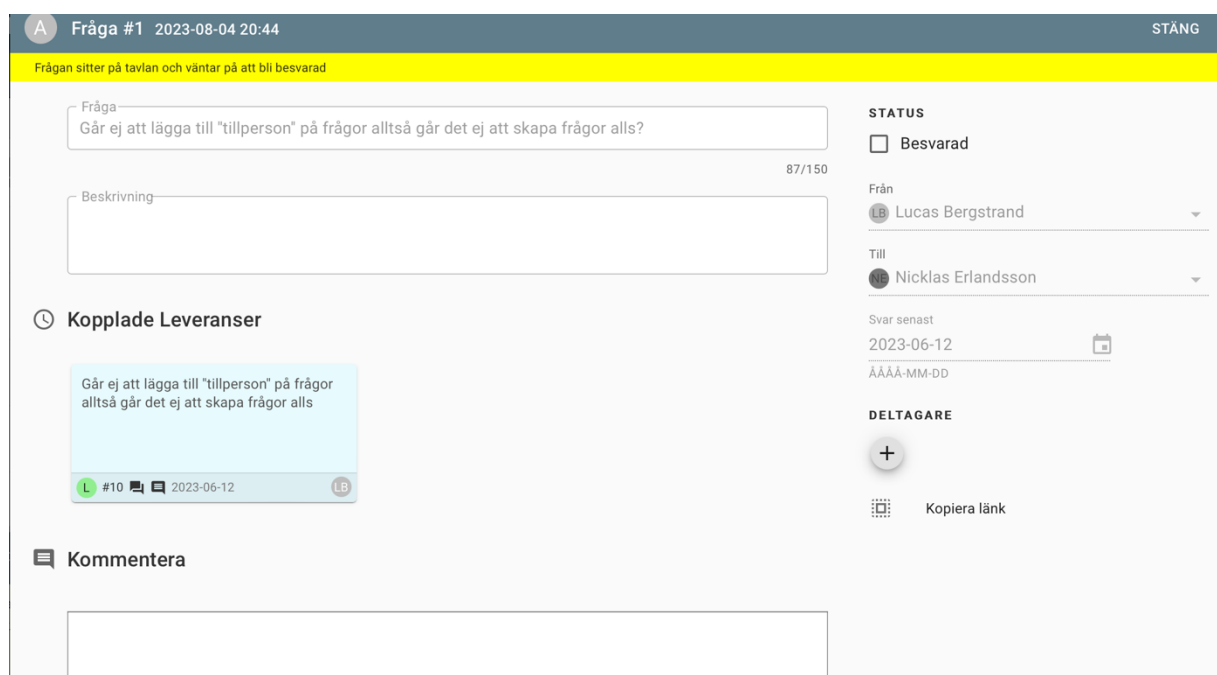 A Fråga #1 2023-08-04 20:44 STÄNG
Frågan sitter på tavlan och väntar på att bli besvarad
Fråga
Går ej att lägga till "tillperson" på frågor alltså går det ej att skapa frågor alls?
87/150
Beskrivning
Kopplade Leveranser
Går ej att lägga till "tillperson" på frågor
alltså går det ej att skapa frågor alls
L #10 2023-06-12 LB
Kommentera
STATUS
Besvarad
Från
LB Lucas Bergstrand
Till
NE Nicklas Erlandsson
Svar senast
2023-06-12
ÅÅÅÅ-MM-DD
DELTAGARE
+
Kopiera länk